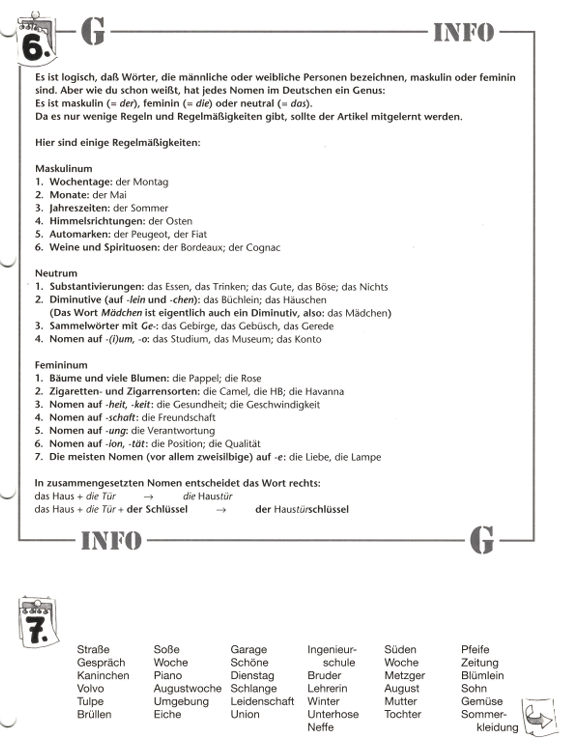 6.
G
INFO
Es ist logisch, daß Wörter, die männliche oder weibliche Personen bezeichnen, maskulin oder feminin
sind. Aber wie du schon weißt, hat jedes Nomen im Deutschen ein Genus:
Es ist maskulin (= der), feminin (= die) oder neutral (= das).
Da es nur wenige Regeln und Regelmäßigkeiten gibt, sollte der Artikel mitgelernt werden.
Hier sind einige Regelmäßigkeiten:
Maskulinum
1. Wochentage: der Montag
2. Monate: der Mai
3. Jahreszeiten: der Sommer
4. Himmelsrichtungen: der Osten
5. Automarken: der Peugeot, der Fiat
6. Weine und Spirituosen: der Bordeaux; der Cognac
Neutrum
1. Substantivierungen: das Essen, das Trinken; das Gute, das Böse; das Nichts
2. Diminutive (auf -lein und -chen): das Büchlein; das Häuschen
(Das Wort Mädchen ist eigentlich auch ein Diminutiv, also: das Mädchen)
3. Sammelwörter mit Ge-: das Gebirge, das Gebüsch, das Gerede
4. Nomen auf -(i)um, -o: das Studium, das Museum; das Konto
Femininum
1. Bäume und viele Blumen: die Pappel; die Rose
2. Zigaretten- und Zigarrensorten: die Camel, die HB; die Havanna
3. Nomen auf -heit, -keit: die Gesundheit; die Geschwindigkeit
4. Nomen auf -schaft: die Freundschaft
5. Nomen auf -ung: die Verantwortung
6. Nomen auf -ion, -tät: die Position; die Qualität
7. Die meisten Nomen (vor allem zweisilbige) auf -e: die Liebe, die Lampe
In zusammengesetzten Nomen entscheidet das Wort rechts:
das Haus + die Tür → die Haustür
das Haus + die Tür + der Schlüssel → der Haustürschlüssel
INFO
G
7.
Straße Soße Garage Ingenieur- Süden Pfeife
Gespräch Woche Schöne schule Woche Zeitung
Kaninchen Piano Dienstag Bruder Metzger Blümlein
Volvo Augustwoche Schlange Lehrerin August Sohn
Tulpe Umgebung Leidenschaft Winter Mutter Gemüse
Brüllen Eiche Union Unterhose Tochter Sommer-
Neffe kleidung